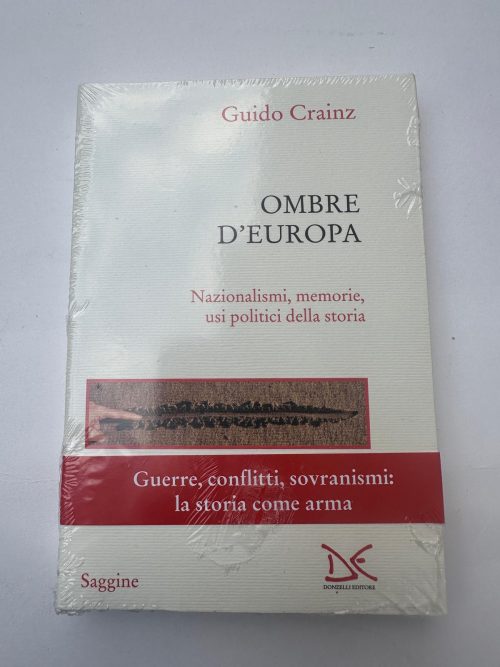 Guido Crainz
OMBRE
D'EUROPA
Nazionalismi, memorie,
usi politici della storia
Guerre, conflitti, sovranismi:
la storia come arma
Saggine
DE
DONZELLI EDITORE